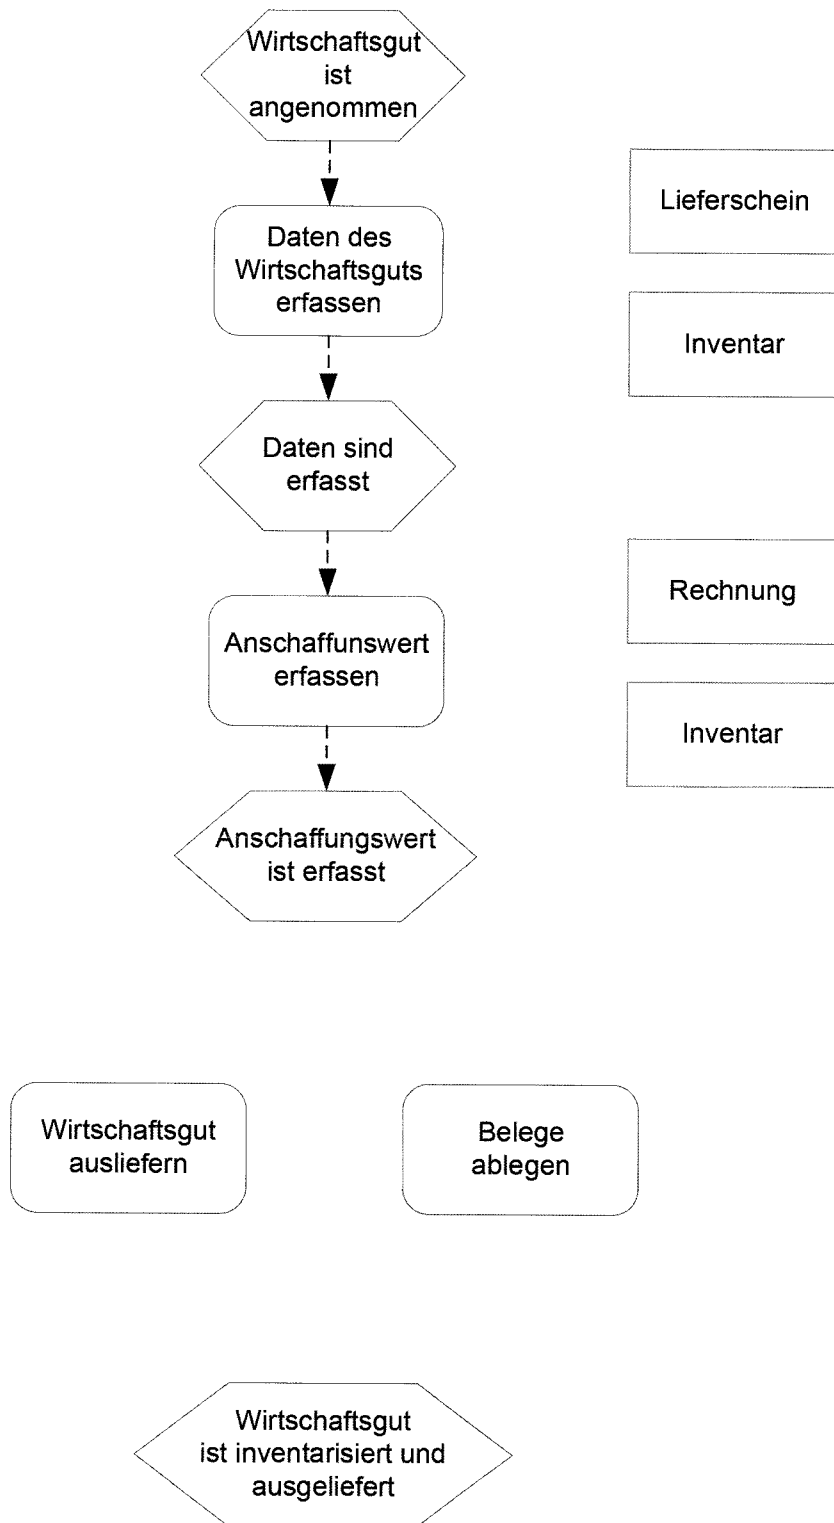 Wirtschaftsgut
ist
angenommen
Lieferschein
Daten des
Wirtschaftsguts
erfassen
Inventar
Daten sind
erfasst
Rechnung
Anschaffunswert
erfassen
Inventar
Anschaffungswert
ist erfasst
Wirtschaftsgut
ausliefern
Belege
ablegen
Wirtschaftsgut
ist inventarisiert und
ausgeliefert